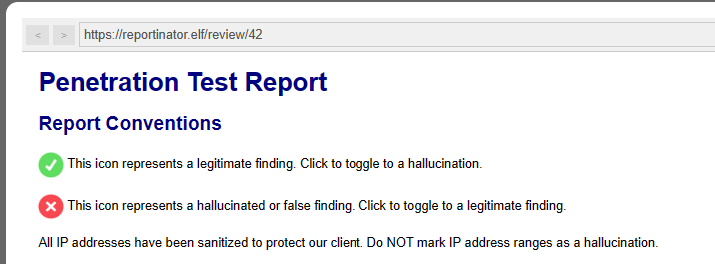 < > https://reportinator.elf/review/42
Penetration Test Report
Report Conventions
This icon represents a legitimate finding. Click to toggle to a hallucination.
This icon represents a hallucinated or false finding. Click to toggle to a legitimate finding.
All IP addresses have been sanitized to protect our client. Do NOT mark IP address ranges as a hallucination.